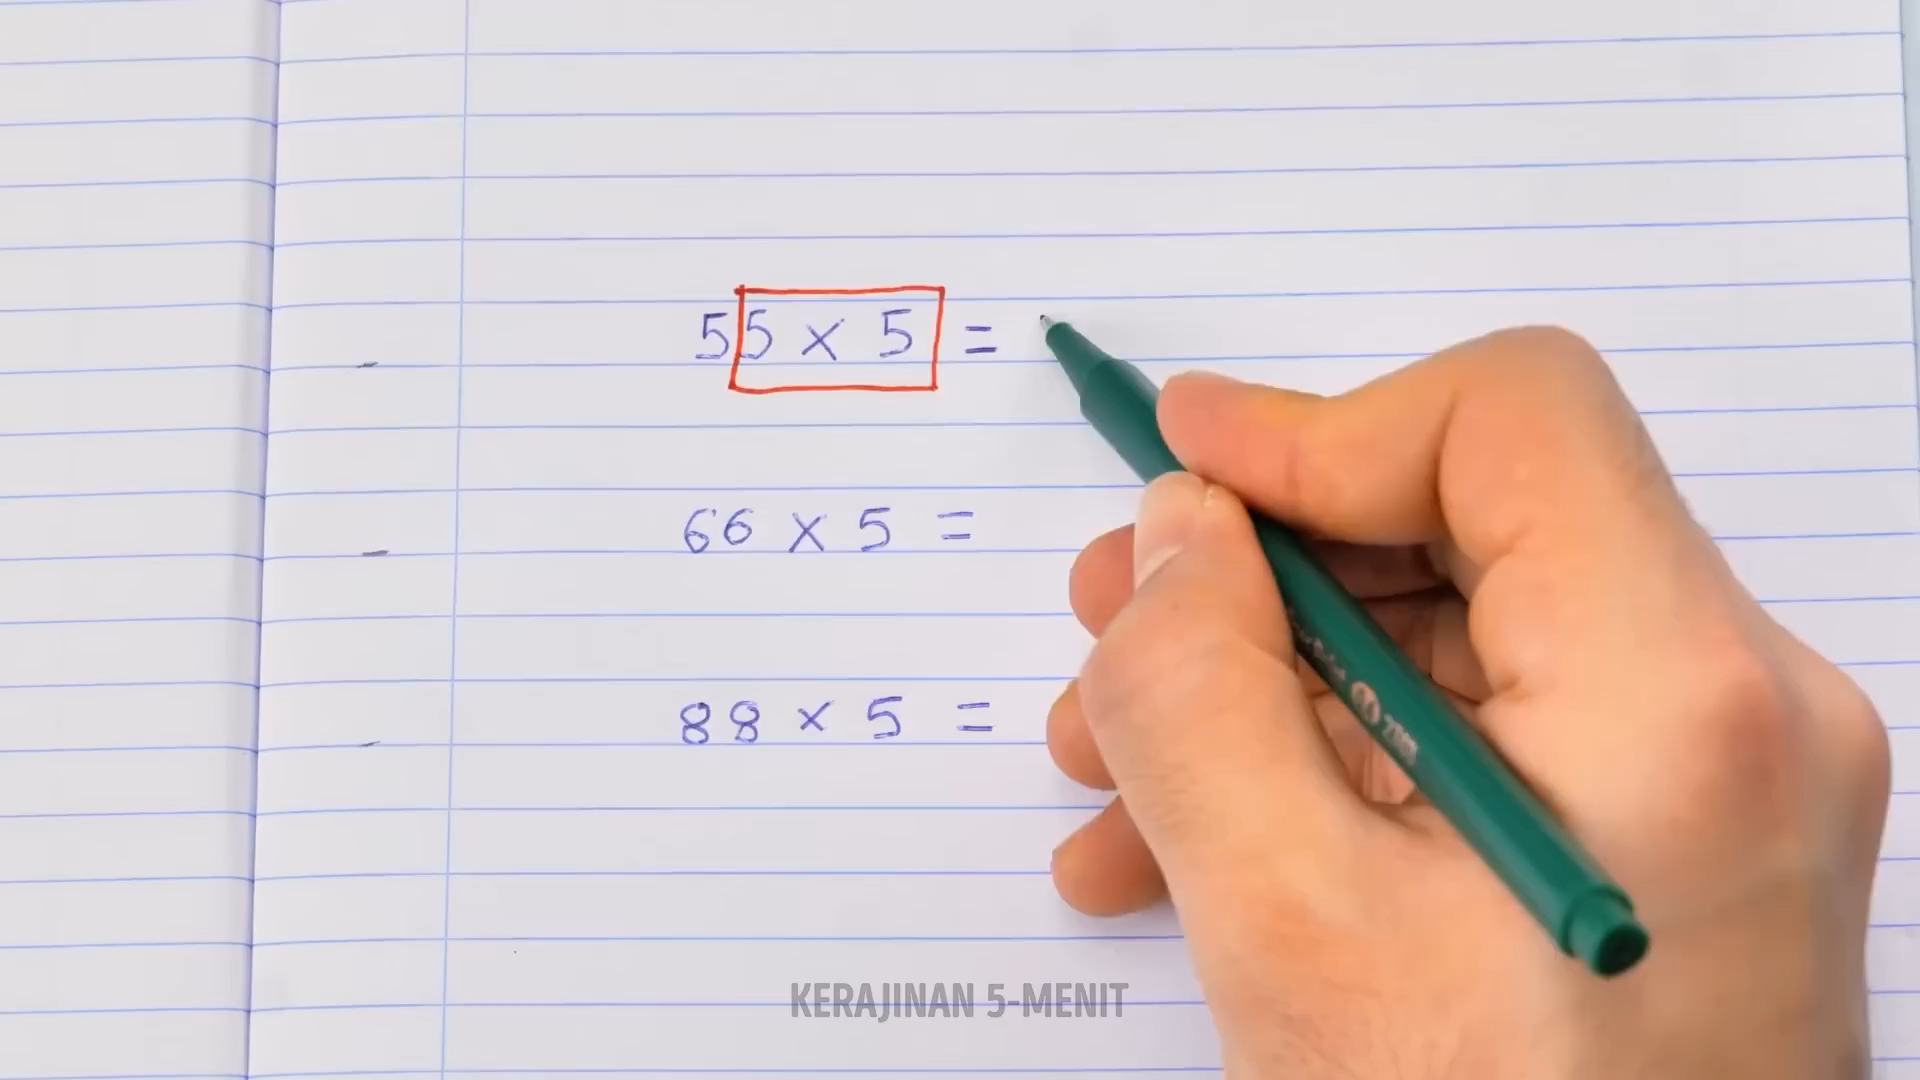 55 x 5 =
66 x 5 =
88 x 5 =
KERAJINAN 5-MENIT